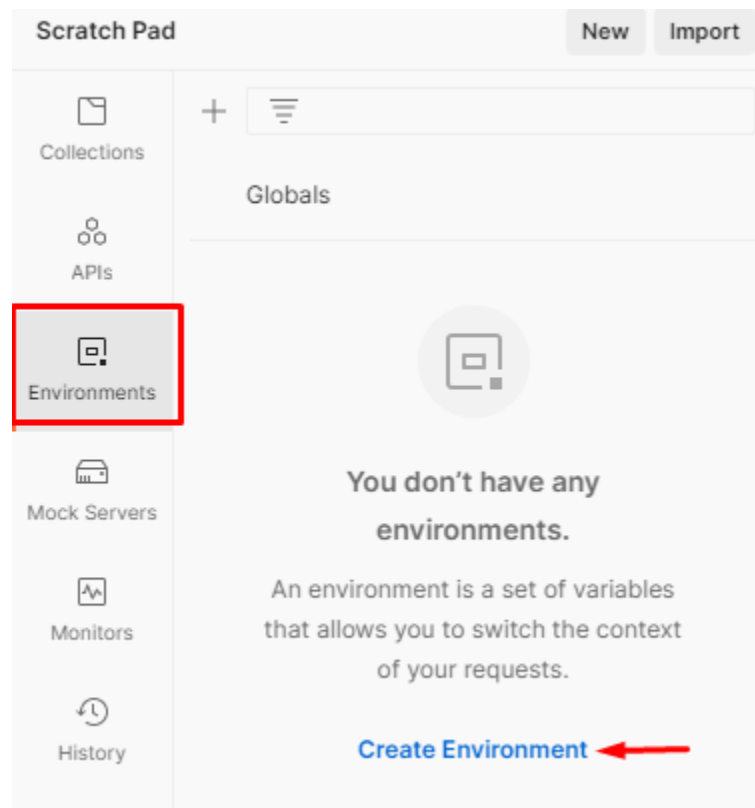 Scratch Pad
New
Import
Collections
Globals
APIs
Environments
You don’t have any
environments.
Mock Servers
An environment is a set of variables
that allows you to switch the context
of your requests.
Monitors
Create Environment
History